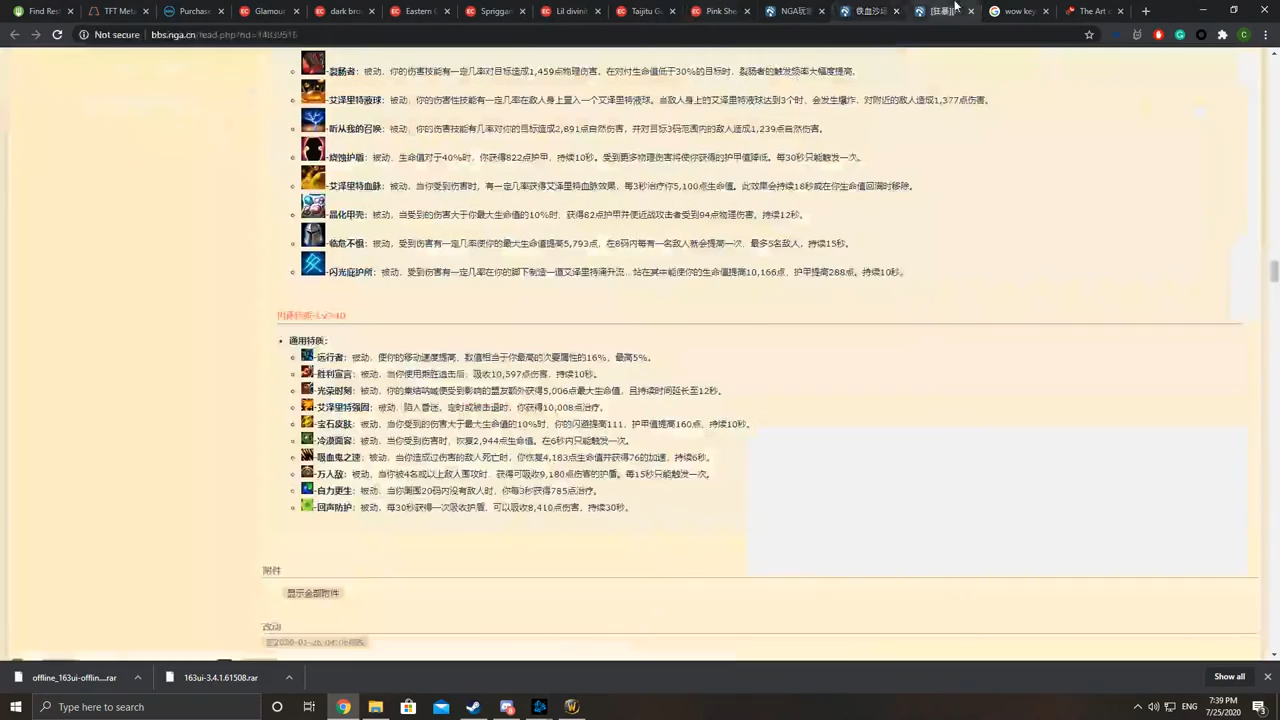 Find Rest
TFT Meta
Purchase
Glamour
dark bro
Eastern C
Spriggan
Lil divinit
Taijitu G
Pink She
NGA玩家
铁血沙场
[狂暴][
wow key
The Art o
Not secure
bbs.nga.cn/read.php?tid=
裂肠者：被动，你的伤害技能有一定几率对目标造成1,459点物理伤害。在对付生命值低于30%的目标时，裂肠者的触发频率大幅度提高。
艾泽里特液球：被动，你的伤害性技能有一定几率在敌人身上置入一个艾泽里特液球。当敌人身上的艾泽里特液球达到3个时，会发生爆炸，对附近的敌人造成1,377点伤害。
听从我的召唤：被动，你的伤害技能有几率对你的目标造成2,891点自然伤害，并对目标3码范围内的敌人造成1,239点自然伤害。
烧蚀护盾：被动，生命值对于40%时，你获得822点护甲，持续10秒。受到更多物理伤害将使你获得的护甲值降低。每30秒只能触发一次。
艾泽里特血脉：被动，当你受到伤害时，有一定几率获得艾泽里特血脉效果，每3秒治疗你5,100点生命值。此效果会持续18秒或在你生命值回满时移除。
晶化甲壳：被动，当受到的伤害大于你最大生命值的10%时，获得82点护甲并使近战攻击者受到94点物理伤害。持续12秒。
临危不惧：被动，受到伤害有一定几率使你的最大生命值提高5,793点，在8码内每有一名敌人就会提高一次，最多5名敌人，持续15秒。
闪光庇护所：被动，受到伤害有一定几率在你的脚下制造一道艾泽里特涌升流，站在其中能使你的生命值提高10,166点，护甲提高288点。持续10秒。
通用特质：
远行者：被动，使你的移动速度提高，数值相当于你最高的次要属性的16%，最高5%。
胜利宣言：被动，当你使用乘胜追击后，吸收10,597点伤害，持续10秒。
光荣时刻：被动，你的集结呐喊使受到影响的盟友额外获得5,006点最大生命值，且持续时间延长至12秒。
艾泽里特强固：被动，陷入昏迷、定时或被击退时，你获得10,008点治疗。
宝石皮肤：被动，当你受到的伤害大于最大生命值的10%时，你的闪避提高111，护甲值提高160点，持续10秒。
冷漠面容：被动，当你受到伤害时，恢复2,944点生命值。在6秒内只能触发一次。
吸血鬼之速：被动，当你造成过伤害的敌人死亡时，你恢复4,183点生命值并获得76的加速，持续6秒。
万人敌：被动，当你被4名或以上敌人围攻时，获得可吸收9,180点伤害的护盾。每15秒只能触发一次。
自力更生：被动，当你周围20码内没有敌人时，你每3秒获得785点治疗。
回声防护：被动，每30秒获得一次吸收护盾，可以吸收8,410点伤害，持续30秒。
附件
显示全部附件
改动
offline_163ui-offlin....rar
163ui-3.4.1.61508.rar
Show all
Type here to search
ENG
7:39 PM
7/25/2020